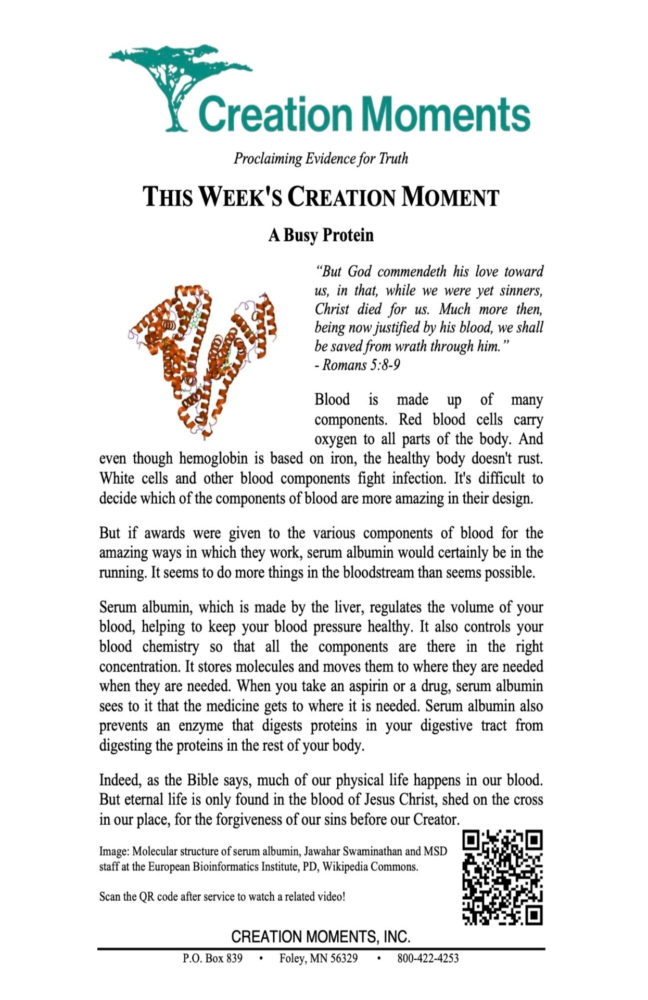 Creation Moments
Proclaiming Evidence for Truth
THIS WEEK'S CREATION MOMENT
A Busy Protein
“But God commendeth his love toward
us, in that, while we were yet sinners,
Christ died for us. Much more then,
being now justified by his blood, we shall
be saved from wrath through him.”
- Romans 5:8-9
Blood is made up of many
components. Red blood cells carry
oxygen to all parts of the body. And
even though hemoglobin is based on iron, the healthy body doesn't rust.
White cells and other blood components fight infection. It's difficult to
decide which of the components of blood are more amazing in their design.
But if awards were given to the various components of blood for the
amazing ways in which they work, serum albumin would certainly be in the
running. It seems to do more things in the bloodstream than seems possible.
Serum albumin, which is made by the liver, regulates the volume of your
blood, helping to keep your blood pressure healthy. It also controls your
blood chemistry so that all the components are there in the right
concentration. It stores molecules and moves them to where they are needed
when they are needed. When you take an aspirin or a drug, serum albumin
sees to it that the medicine gets to where it is needed. Serum albumin also
prevents an enzyme that digests proteins in your digestive tract from
digesting the proteins in the rest of your body.
Indeed, as the Bible says, much of our physical life happens in our blood.
But eternal life is only found in the blood of Jesus Christ, shed on the cross
in our place, for the forgiveness of our sins before our Creator.
Image: Molecular structure of serum albumin, Jawahar Swaminathan and MSD
staff at the European Bioinformatics Institute, PD, Wikipedia Commons.
Scan the QR code after service to watch a related video!
CREATION MOMENTS, INC.
P.O. Box 839 • Foley, MN 56329 • 800-422-4253